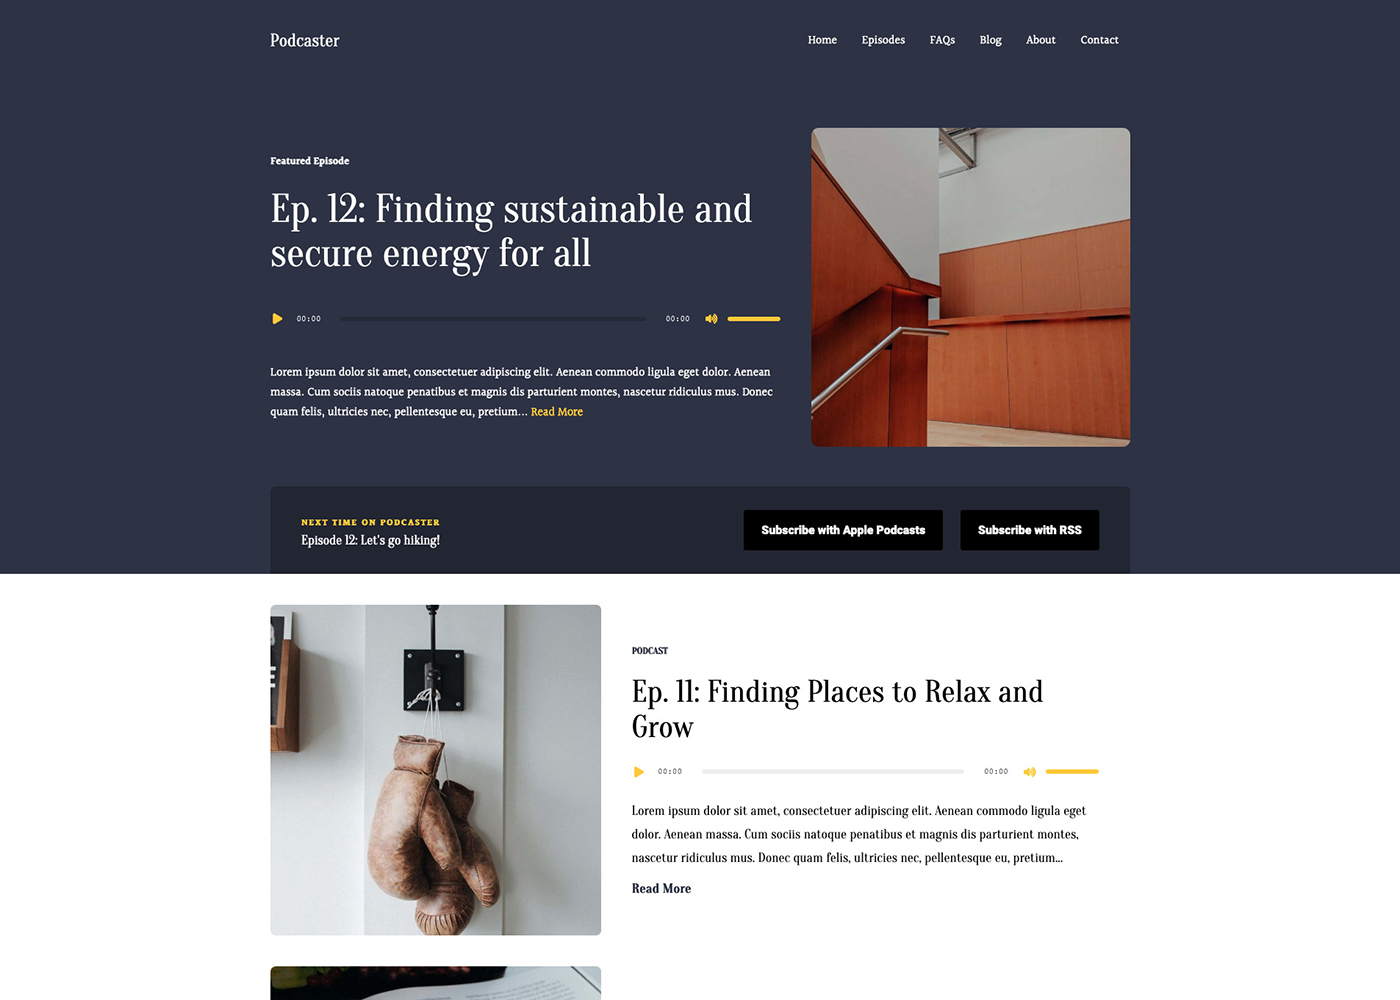 Podcaster
Home Episodes FAQs Blog About Contact
Featured Episode
Ep. 12: Finding sustainable and
secure energy for all
00:00 00:00
Lorem ipsum dolor sit amet, consectetuer adipiscing elit. Aenean commodo ligula eget dolor. Aenean
massa. Cum sociis natoque penatibus et magnis dis parturient montes, nascetur ridiculus mus. Donec
quam felis, ultricies nec, pellentesque eu, pretium... Read More
NEXT TIME ON PODCASTER
Episode 12: Let's go hiking!
Subscribe with Apple Podcasts Subscribe with RSS
PODCAST
Ep. 11: Finding Places to Relax and
Grow
00:00 00:00
Lorem ipsum dolor sit amet, consectetuer adipiscing elit. Aenean commodo ligula eget
dolor. Aenean massa. Cum sociis natoque penatibus et magnis dis parturient montes,
nascetur ridiculus mus. Donec quam felis, ultricies nec, pellentesque eu, pretium...
Read More